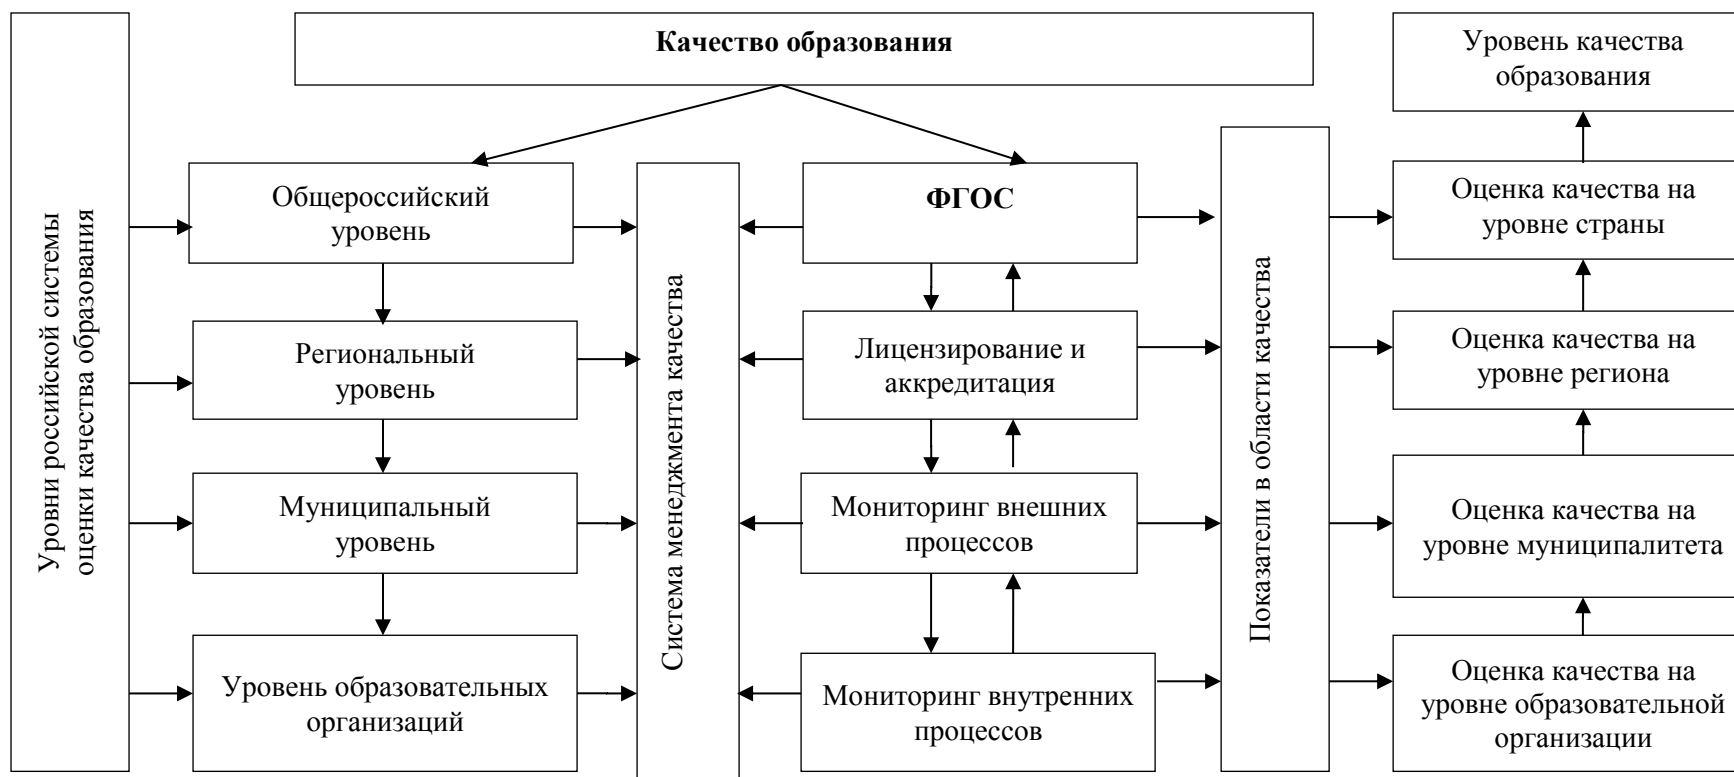 Качество образования
Уровень качества
образования
Уровни российской системы
оценки качества образования
Общероссийский
уровень
Региональный
уровень
Муниципальный
уровень
Уровень образовательных
организаций
Система менеджмента качества
ФГОС
Лицензирование и
аккредитация
Мониторинг внешних
процессов
Мониторинг внутренних
процессов
Показатели в области качества
Оценка качества на
уровне страны
Оценка качества на
уровне региона
Оценка качества на
уровне муниципалитета
Оценка качества на
уровне образовательной
организации